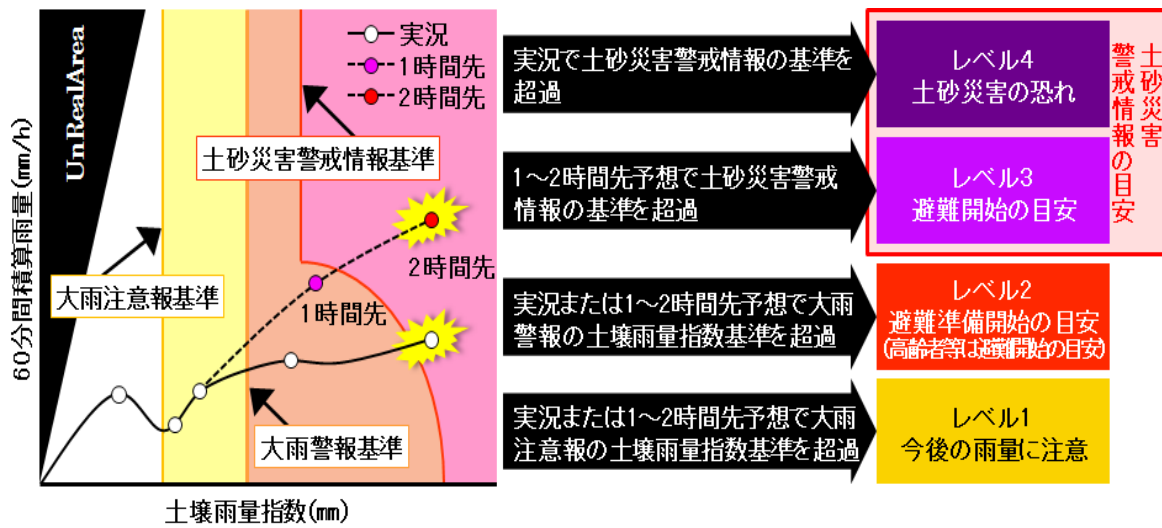 60分間積算雨量(mm/h)
UnRealArea
実況
1時間先
2時間先
土砂災害警戒情報基準
大雨注意報基準
2時間先
1時間先
大雨警報基準
土壌雨量指数(mm)
実況で土砂災害警戒情報の基準を
超過
1～2時間先予想で土砂災害警戒
情報の基準を超過
実況または1～2時間先予想で大雨
警報の土壌雨量指数基準を超過
実況または1～2時間先予想で大雨
注意報の土壌雨量指数基準を超過
レベル4
土砂災害の恐れ
レベル3
避難開始の目安
レベル2
避難準備開始の目安
(高齢者等は避難開始の目安)
レベル1
今後の雨量に注意
土砂災害
警戒情報の目安